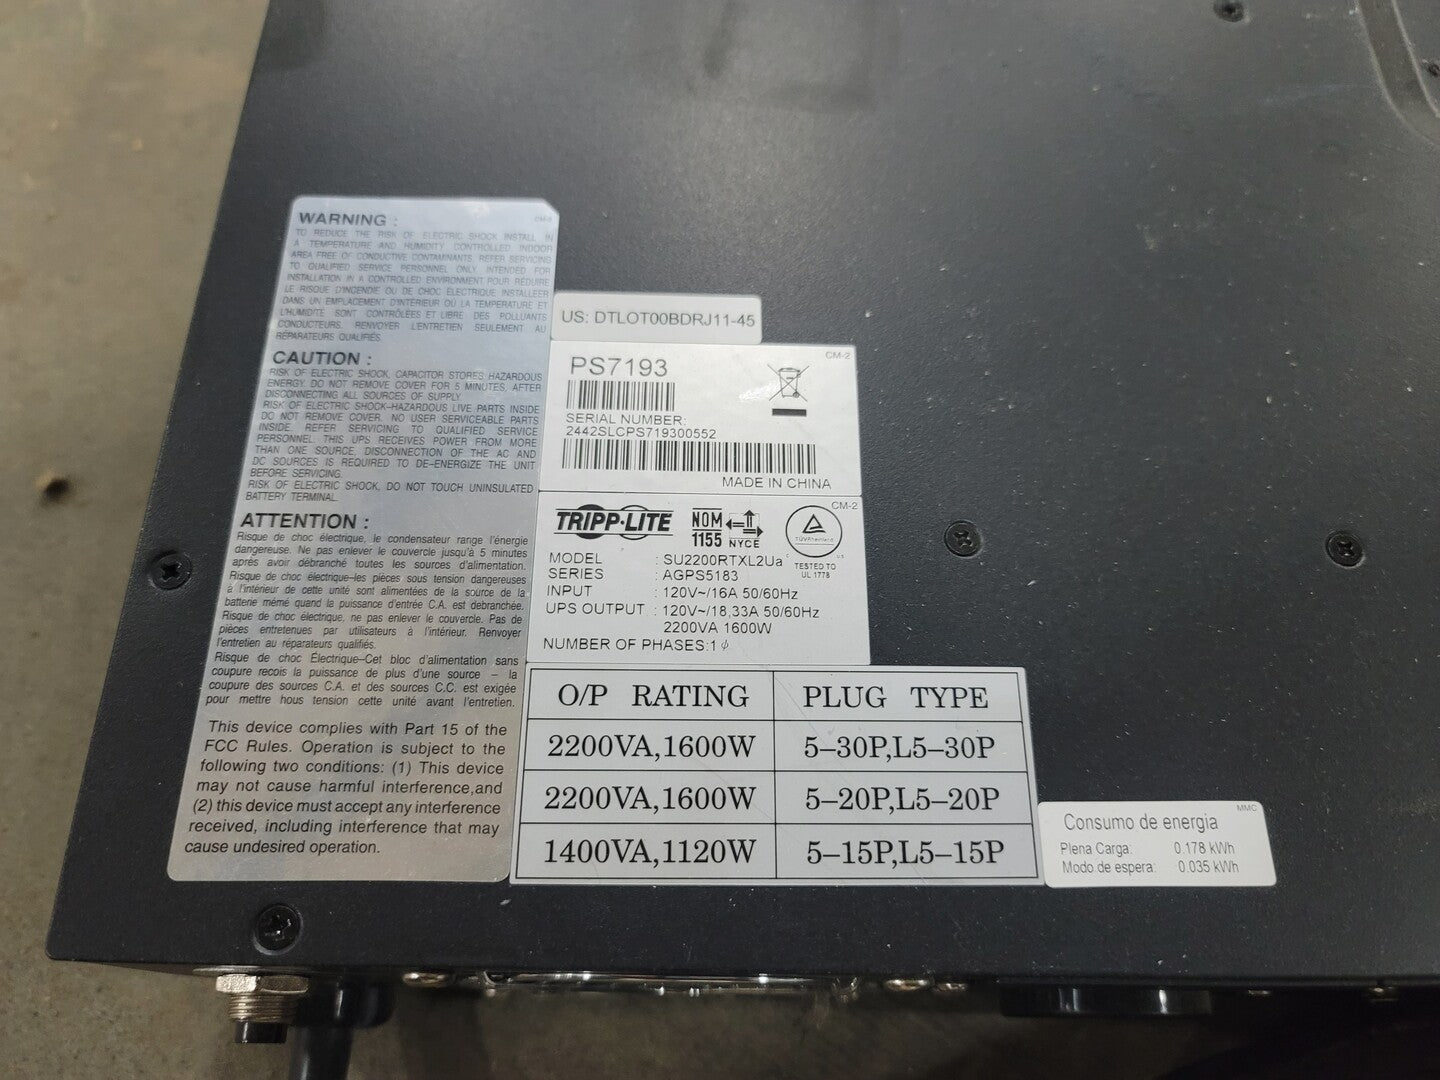 WARNING :
CM-8
TO REDUCE THE RISK OF ELECTRIC SHOCK INSTALL IN
A TEMPERATURE AND HUMIDITY CONTROLLED INDOOR
AREA FREE OF CONDUCTIVE CONTAMINANTS. REFER SERVICING
TO QUALIFIED SERVICE PERSONNEL ONLY. INTENDED FOR
INSTALLATION IN A CONTROLLED ENVIRONMENT POUR RÉDUIRE
LE RISQUE D'INCENDIE OU DE CHOC ÉLECTRIQUE INSTALLEER
DANS UN EMPLACEMENT D'INTÉRIEUR OU LA TEMPERATURE ET
L'HUMIDITÉ SONT CONTRÔLÉES ET LIBRE DES POLLUANTS
CONDUCTEURS. RENVOYER L'ENTRETIEN SEULEMENT AU
RÉPARATEURS QUALIFIÉS.
CAUTION :
RISK OF ELECTRIC SHOCK, CAPACITOR STORES HAZARDOUS
ENERGY. DO NOT REMOVE COVER FOR 5 MINUTES, AFTER
DISCONNECTING ALL SOURCES OF SUPPLY.
RISK OF ELECTRIC SHOCK-HAZARDOUS LIVE PARTS INSIDE
DO NOT REMOVE COVER. NO USER SERVICEABLE PARTS
INSIDE. REFER SERVICING TO QUALIFIED SERVICE
PERSONNEL. THIS UPS RECEIVES POWER FROM MORE
THAN ONE SOURCE, DISCONNECTION OF THE AC AND
DC SOURCES IS REQUIRED TO DE-ENERGIZE THE UNIT
BEFORE SERVICING.
RISK OF ELECTRIC SHOCK, DO NOT TOUCH UNINSULATED
BATTERY TERMINAL.
ATTENTION :
Risque de choc électrique, le condensateur range l'énergie
dangereuse. Ne pas enlever le couvercle jusqu'à 5 minutes
après avoir débranché toutes les sources d'alimentation.
Risque de choc électrique-les pièces sous tension dangereuses
à l'intérieur de cette unité sont alimentées de la source de la
batterie mémé quand la puissance d'entrée C.A. est debranchée.
Risque de choc électrique, ne pas enlever le couvercle. Pas de
pièces entretenues par utilisateurs à l'intérieur. Renvoyer
l'entretien au réparateurs qualifiés.
Risque de choc Électrique–Cet bloc d'alimentation sans
coupure recois la puissance de plus d'une source – la
coupure des sources C.A. et des sources C.C. est exigée
pour mettre hous tension cette unité avant l'entretien.
This device complies with Part 15 of the
FCC Rules. Operation is subject to the
following two conditions: (1) This device
may not cause harmful interference,and
(2) this device must accept any interference
received, including interference that may
cause undesired operation.
US: DTLOT00BDRJ11-45
PS7193
CM-2
SERIAL NUMBER:
2442SLCPS719300552
MADE IN CHINA
CM-2
TRIPP·LITE
NOM
1155
NYCE
TÜVRheinland
C US
TESTED TO
UL 1778
MODEL : SU2200RTXL2Ua
SERIES : AGPS5183
INPUT : 120V~/16A 50/60Hz
UPS OUTPUT : 120V~/18,33A 50/60Hz
2200VA 1600W
NUMBER OF PHASES:1 ϕ
O/P RATING PLUG TYPE
2200VA,1600W 5–30P,L5–30P
2200VA,1600W 5–20P,L5–20P
1400VA,1120W 5–15P,L5–15P
MMC
Consumo de energia
Plena Carga: 0.178 kWh
Modo de espera: 0.035 kWh